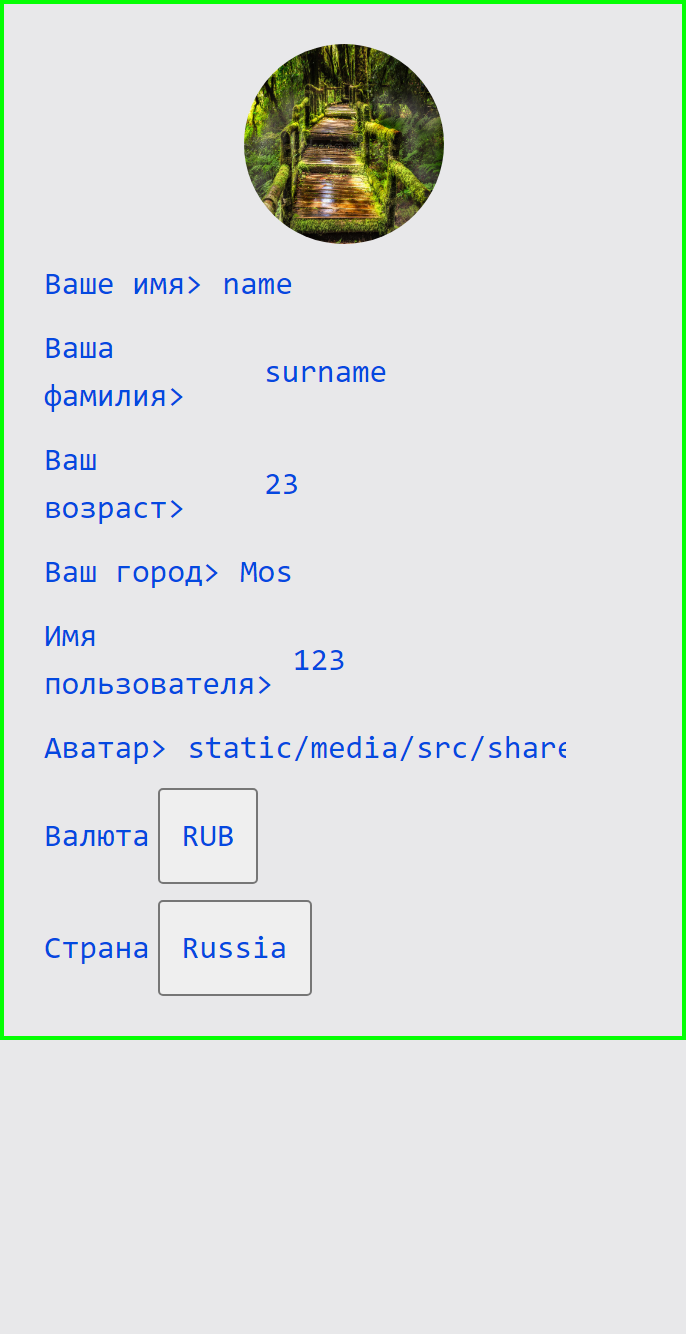 Ваше имя> name
Ваша
фамилия>
surname
Ваш
возраст>
23
Ваш город> Mos
Имя
пользователя>
123
Аватар> static/media/src/share
Валюта RUB
Страна Russia